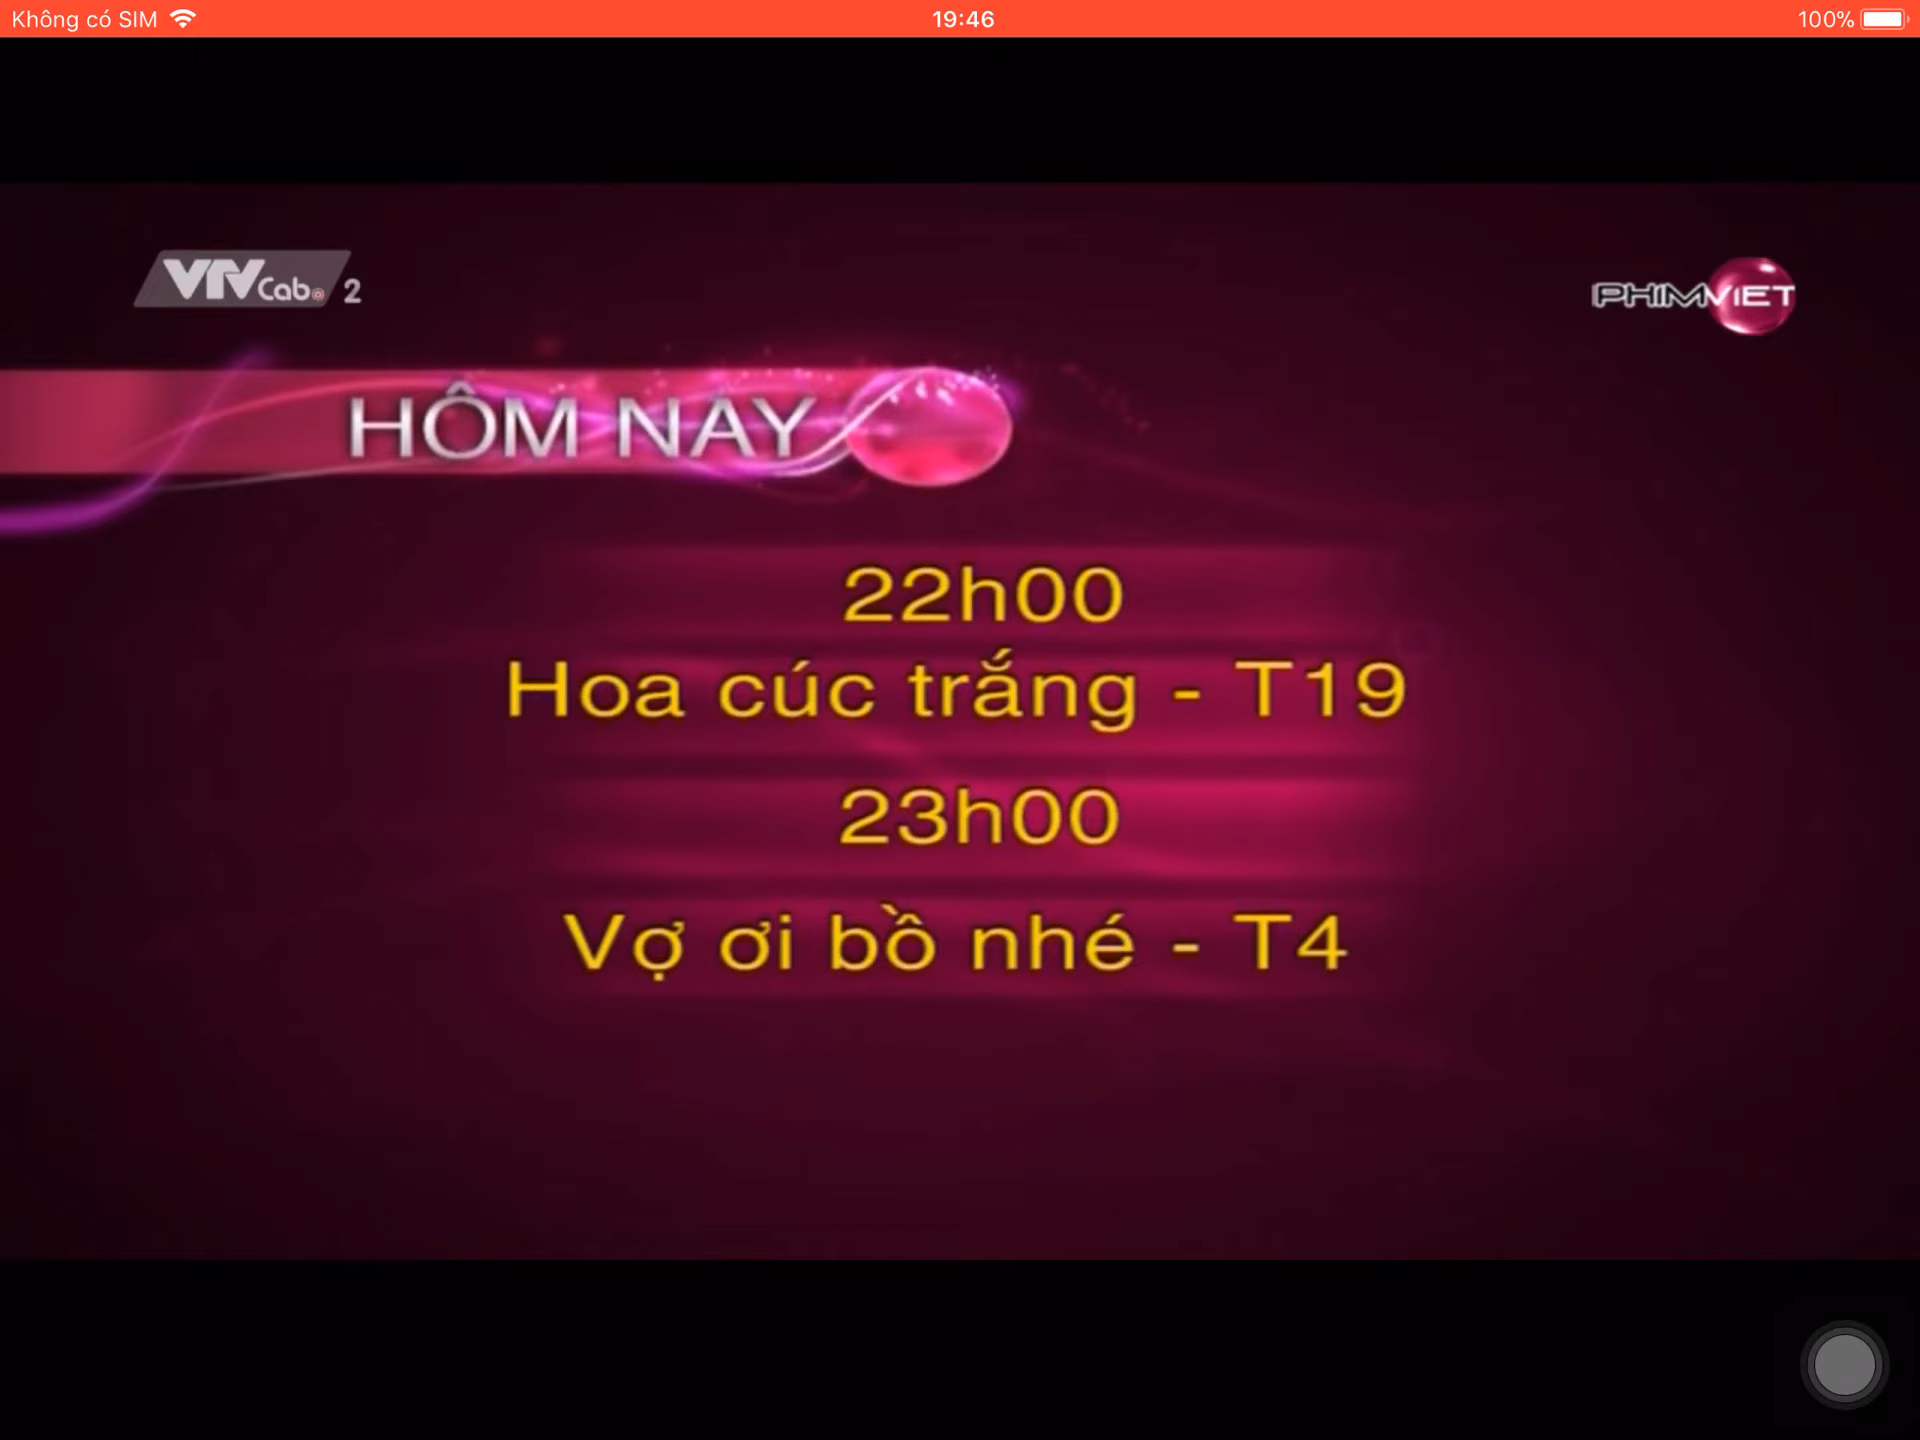 Không có SIM 19:46 100%
VTVCab 2
PHIMVIET
HÔM NAY
22h00
Hoa cúc trắng - T19
23h00
Vợ ơi bồ nhé - T4